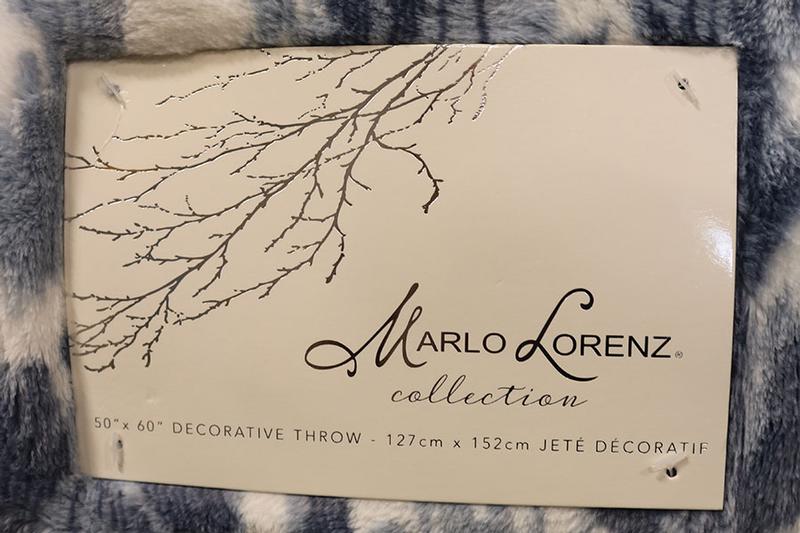 MARLO LORENZ®
collection
50"x 60" DECORATIVE THROW - 127cm x 152cm JETÉ DÉCORATIF